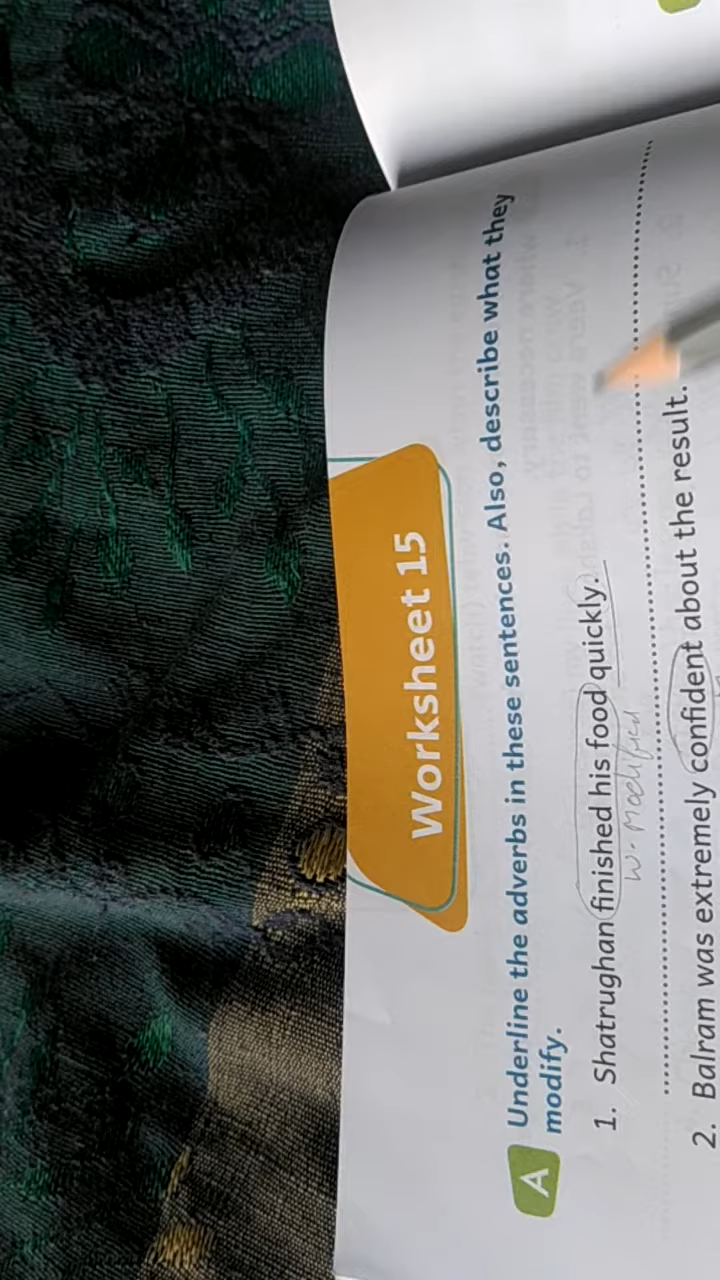 Worksheet 15
A Underline the adverbs in these sentences. Also, describe what they
modify.
1. Shatrughan finished his food quickly.
W. Modified
2. Balram was extremely confident about the result.